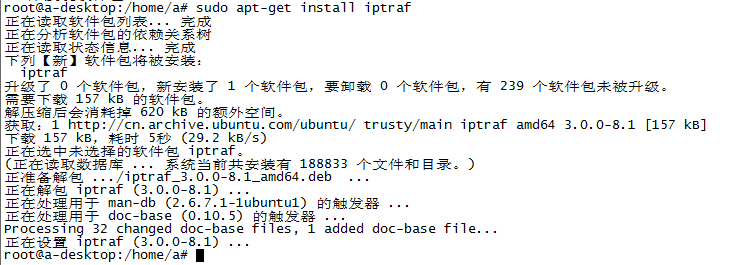 root@a-desktop:/home/a# sudo apt-get install iptraf
正在读取软件包列表... 完成
正在分析软件包的依赖关系树
正在读取状态信息... 完成
下列【新】软件包将被安装：
  iptraf
升级了 0 个软件包，新安装了 1 个软件包，要卸载 0 个软件包，有 239 个软件包未被升级。
需要下载 157 kB 的软件包。
解压缩后会消耗掉 620 kB 的额外空间。
获取：1 http://cn.archive.ubuntu.com/ubuntu/ trusty/main iptraf amd64 3.0.0-8.1 [157 kB]
下载 157 kB，耗时 5秒 (29.2 kB/s)
正在选中未选择的软件包 iptraf。
(正在读取数据库 ... 系统当前共安装有 188833 个文件和目录。)
正准备解包 .../iptraf_3.0.0-8.1_amd64.deb  ...
正在解包 iptraf (3.0.0-8.1) ...
正在处理用于 man-db (2.6.7.1-1ubuntu1) 的触发器 ...
正在处理用于 doc-base (0.10.5) 的触发器 ...
Processing 32 changed doc-base files, 1 added doc-base file...
正在设置 iptraf (3.0.0-8.1) ...
root@a-desktop:/home/a#